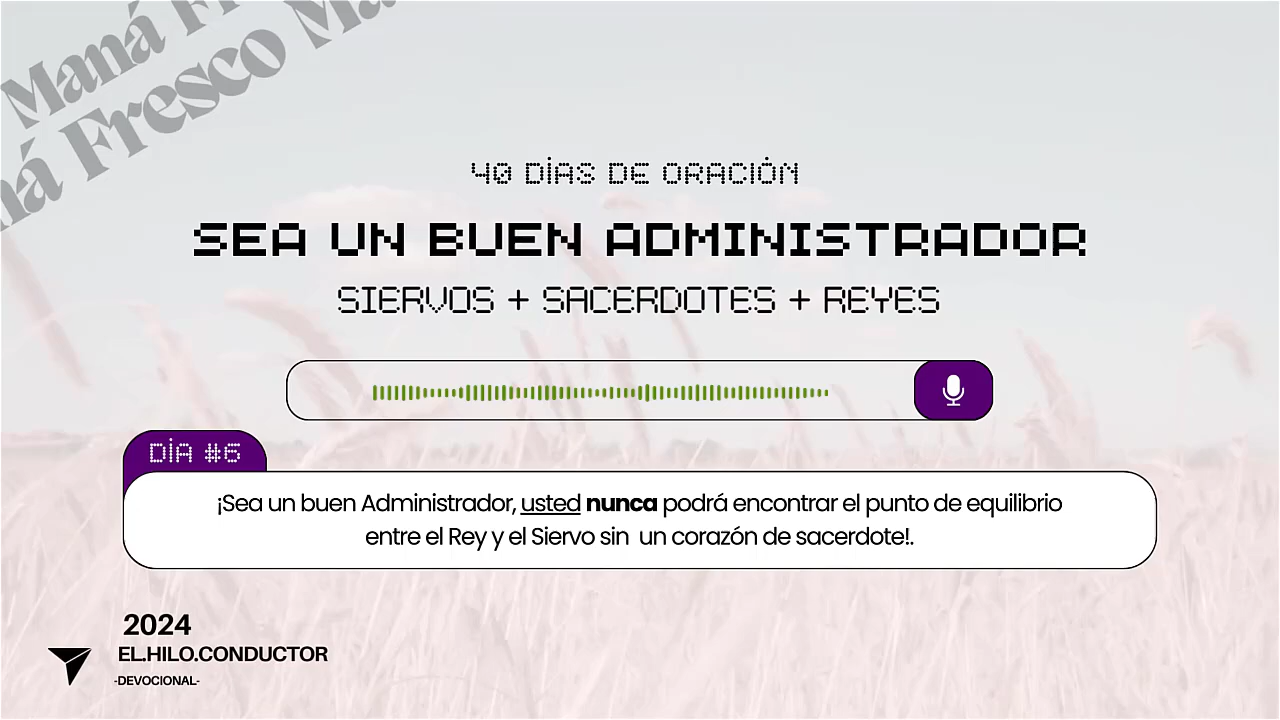 Maná Fre
ná Fresco Ma
40 DÍAS DE ORACIÓN
SEA UN BUEN ADMINISTRADOR
SIERVOS + SACERDOTES + REYES
DÍA #6
¡Sea un buen Administrador, usted nunca podrá encontrar el punto de equilibrio
entre el Rey y el Siervo sin un corazón de sacerdote!.
2024
EL.HILO.CONDUCTOR
-DEVOCIONAL-